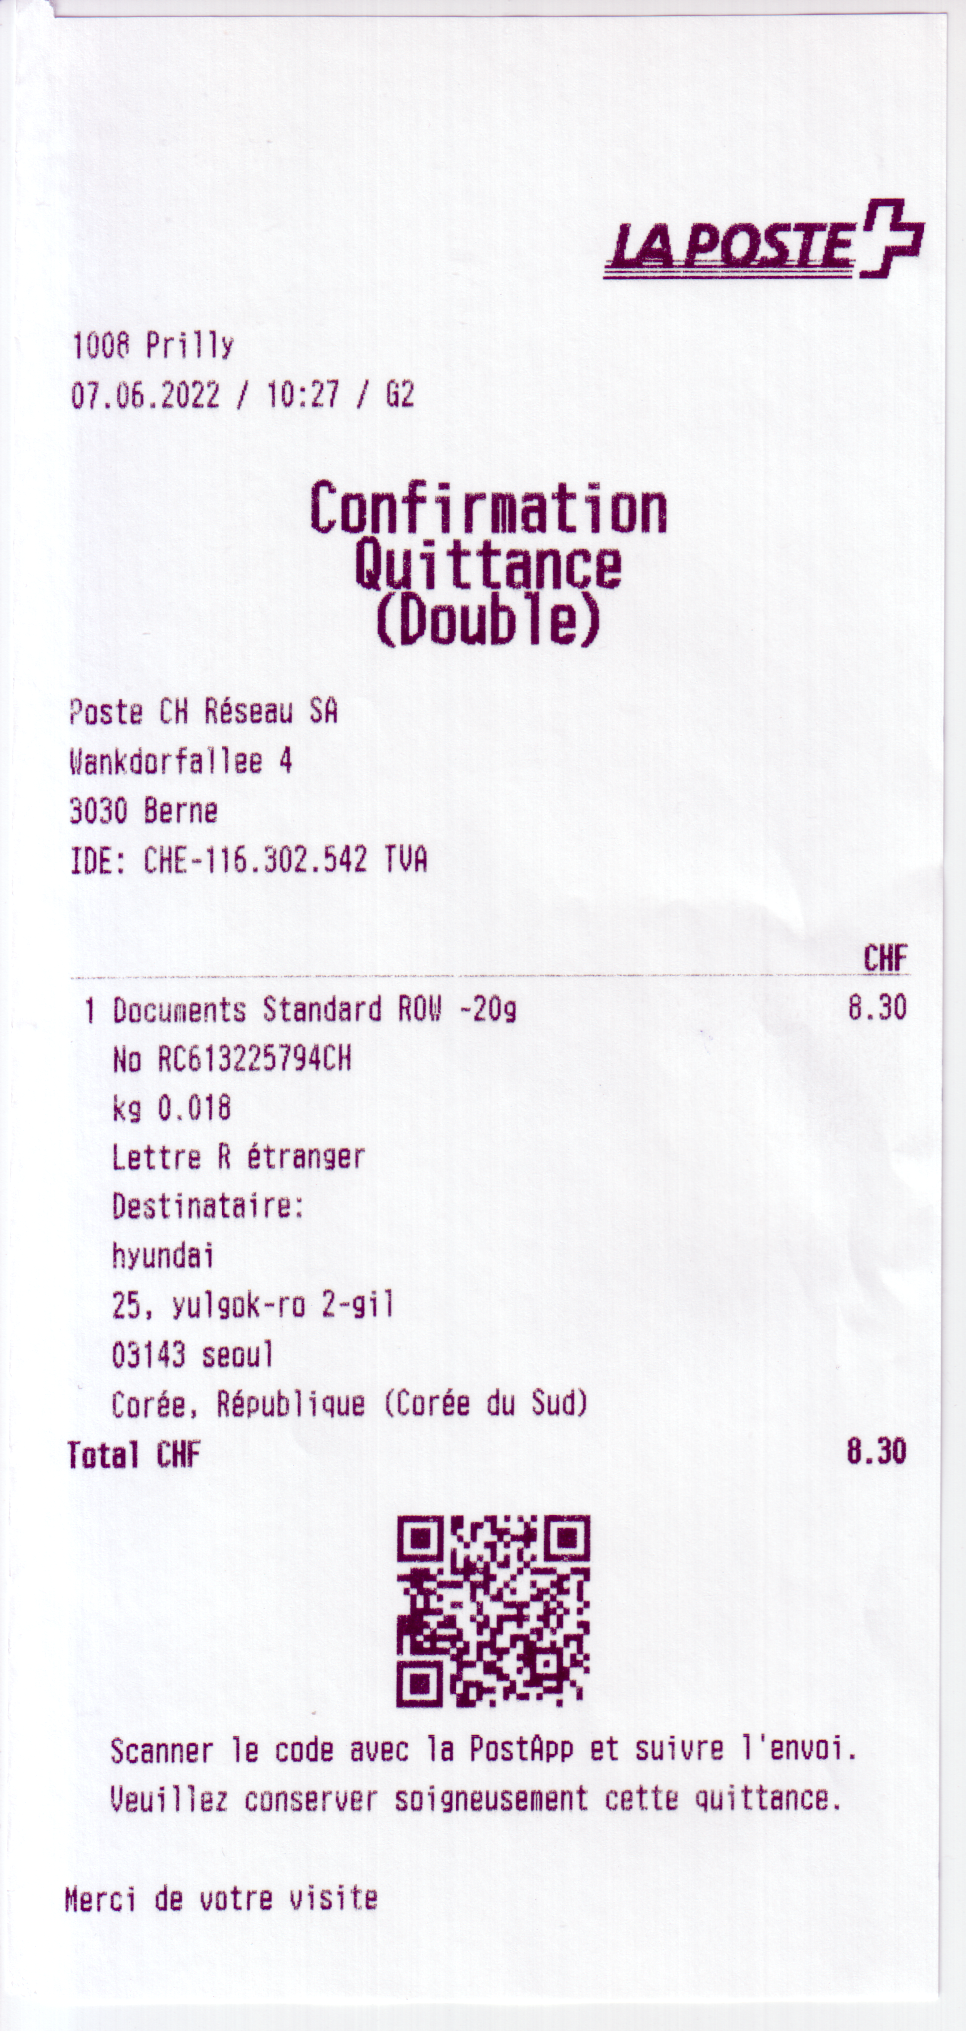 LA POSTE
1008 Prilly
07.06.2022 / 10:27 / G2
Confirmation
Quittance
(Double)
Poste CH Réseau SA
Wankdorfallee 4
3030 Berne
IDE: CHE-116.302.542 TVA
CHF
1 Documents Standard ROW -20g 8.30
No RC613225794CH
kg 0.018
Lettre R étranger
Destinataire:
hyundai
25, yulgok-ro 2-gil
03143 seoul
Corée, République (Corée du Sud)
Total CHF 8.30
Scanner le code avec la PostApp et suivre l'envoi.
Veuillez conserver soigneusement cette quittance.
Merci de votre visite